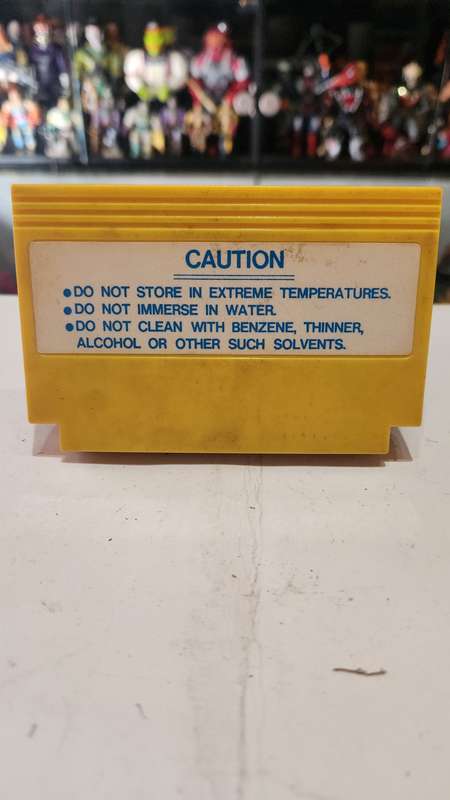 CAUTION
●DO NOT STORE IN EXTREME TEMPERATURES.
●DO NOT IMMERSE IN WATER.
●DO NOT CLEAN WITH BENZENE, THINNER,
ALCOHOL OR OTHER SUCH SOLVENTS.